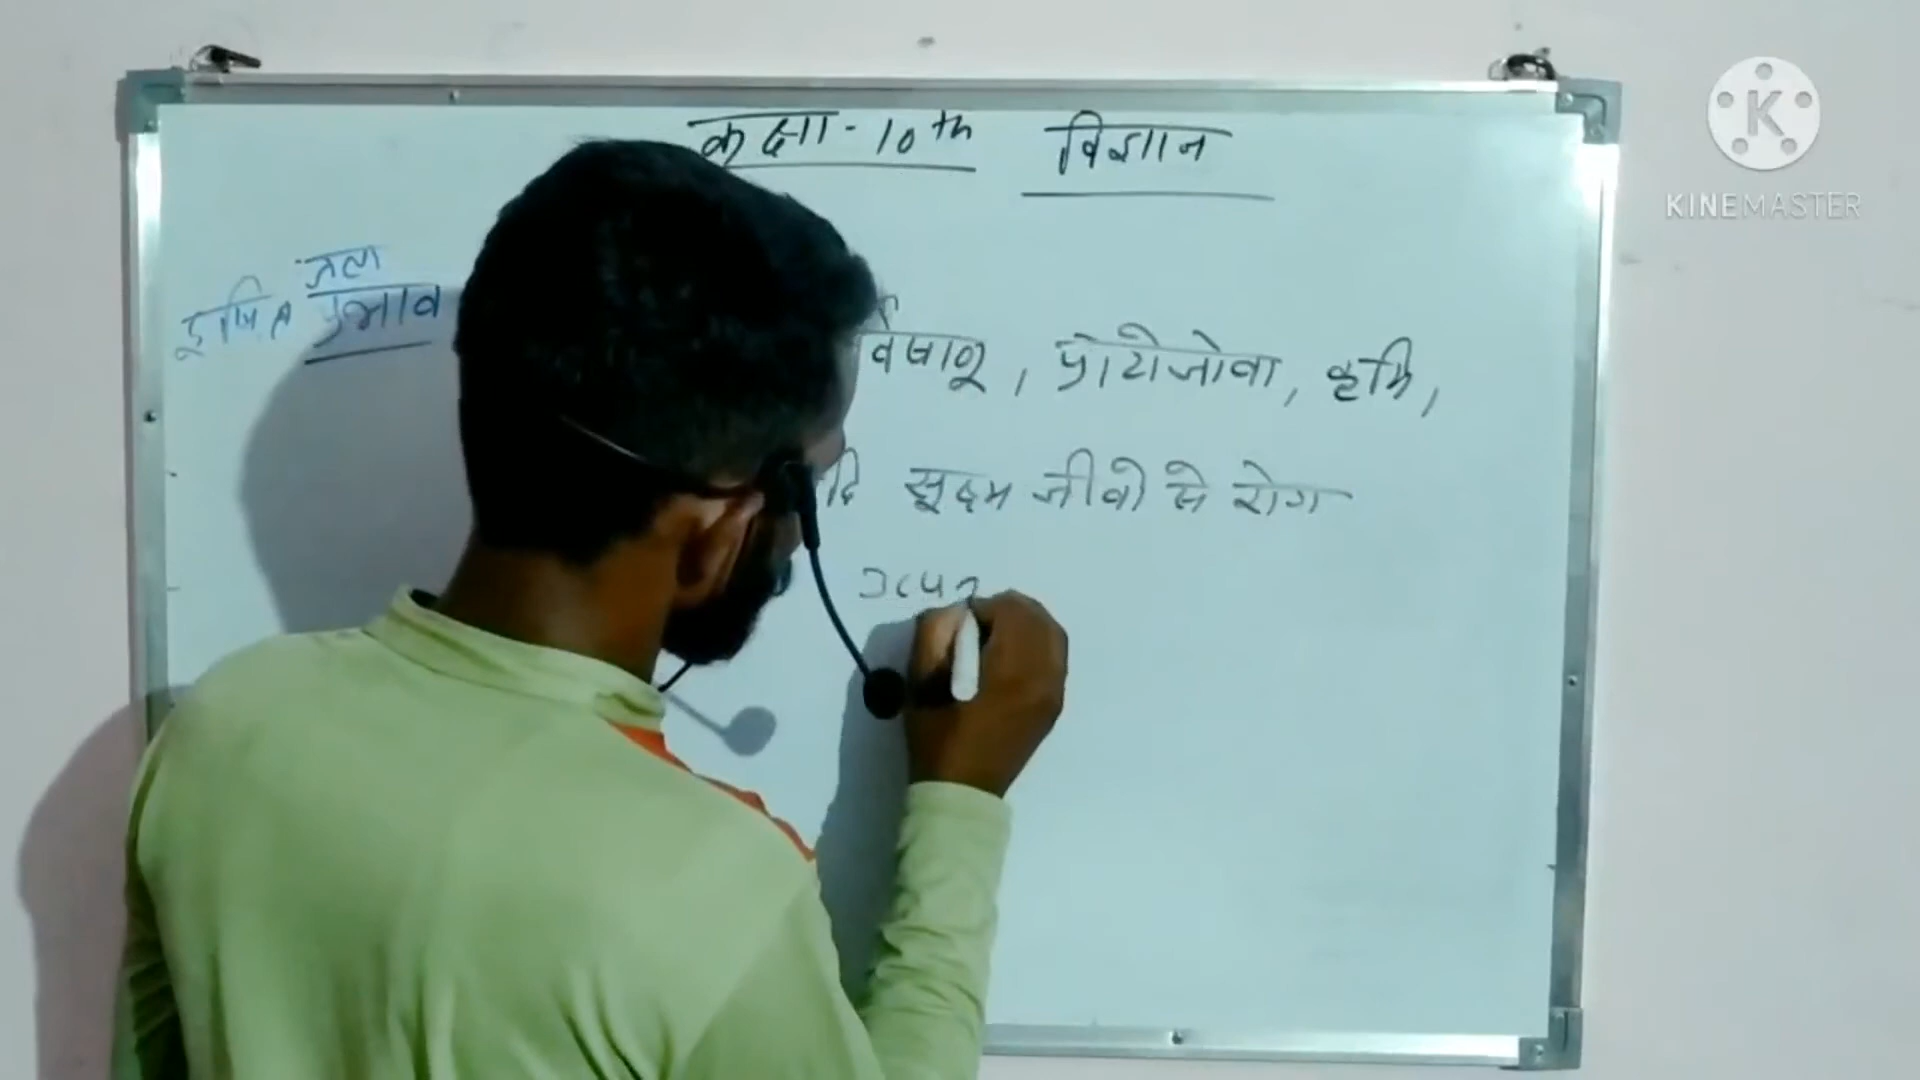 कक्षा - 10th विज्ञान
जल
दूषित प्रभाव
विषाणू, प्रोटोजोवा, कृमि,
सूक्ष्म जीवो से रोग
उत्पन
KINEMASTER